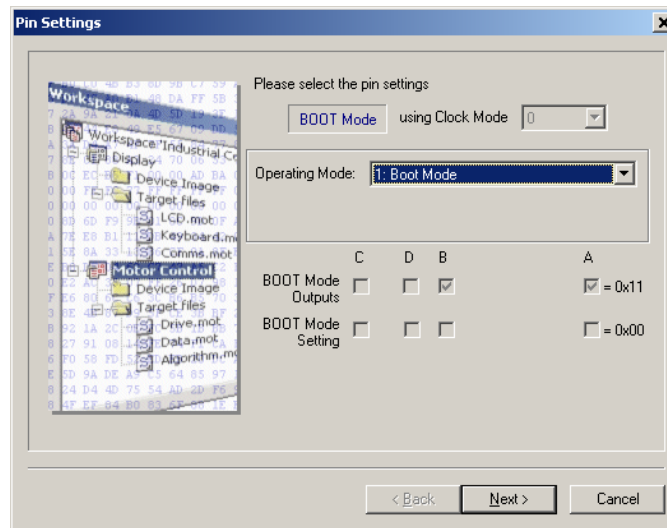 Pin Settings
Please select the pin settings
BOOT Mode using Clock Mode 0
Operating Mode: 1: Boot Mode
C D B A
BOOT Mode Outputs = 0x11
BOOT Mode Setting = 0x00
Workspace
Workspace 'Industrial Co
Display
Device Image
Target files
LCD.mot
Keyboard.m
Comms.mot
Motor Control
Device Image
Target files
Drive.mot
Data.mot
Algorithm.mo
< Back Next > Cancel